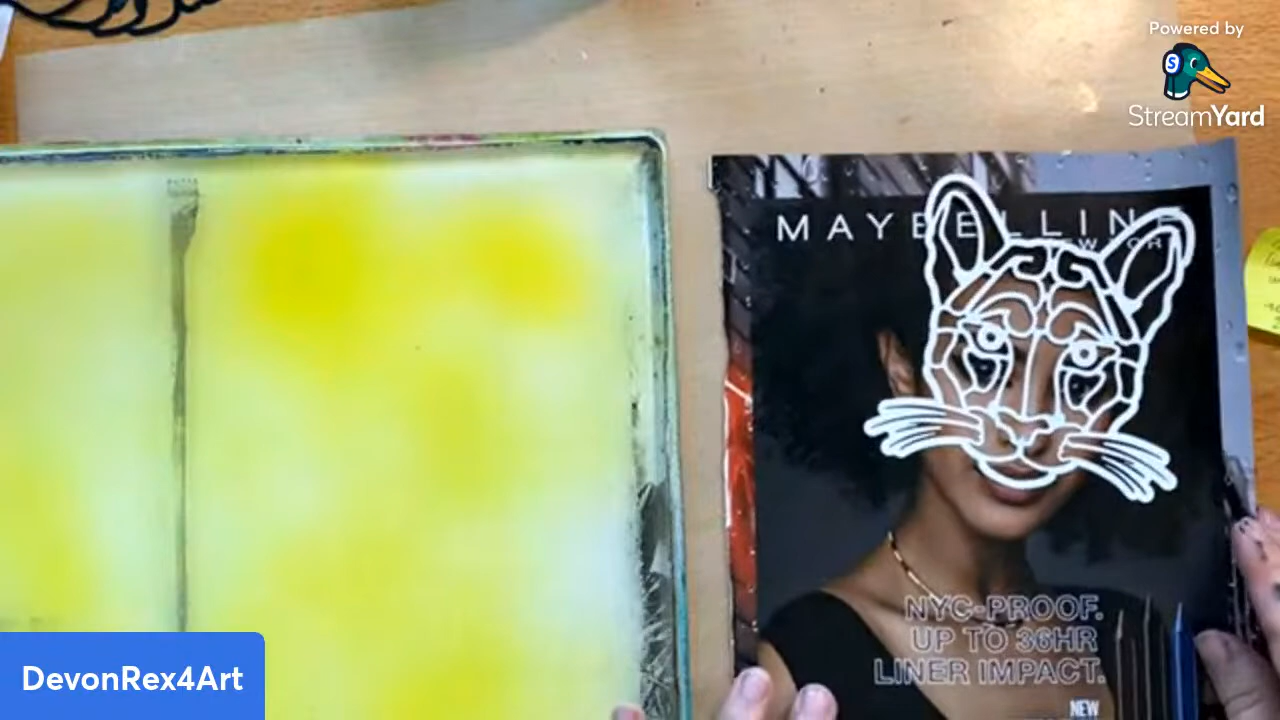 Powered by
StreamYard
MAYBELLINE
NYC-PROOF.
UP TO 36HR
LINER IMPACT.
NEW
DevonRex4Art